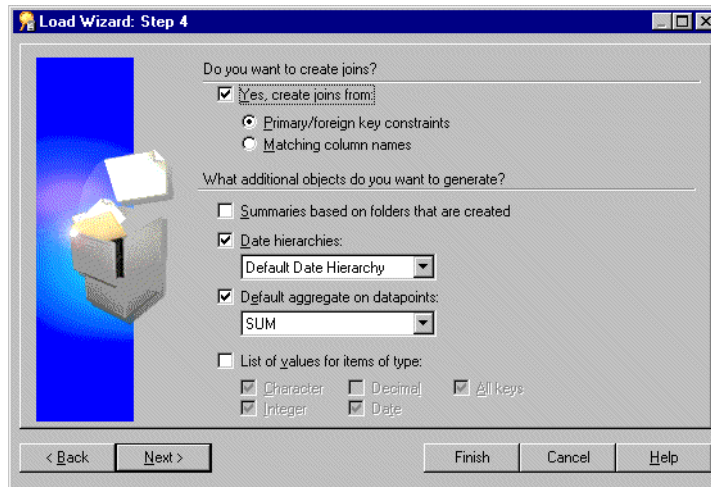 Load Wizard: Step 4
Do you want to create joins?
Yes, create joins from:
Primary/foreign key constraints
Matching column names
What additional objects do you want to generate?
Summaries based on folders that are created
Date hierarchies:
Default Date Hierarchy
Default aggregate on datapoints:
SUM
List of values for items of type:
Character Decimal All keys
Integer Date
< Back Next > Finish Cancel Help